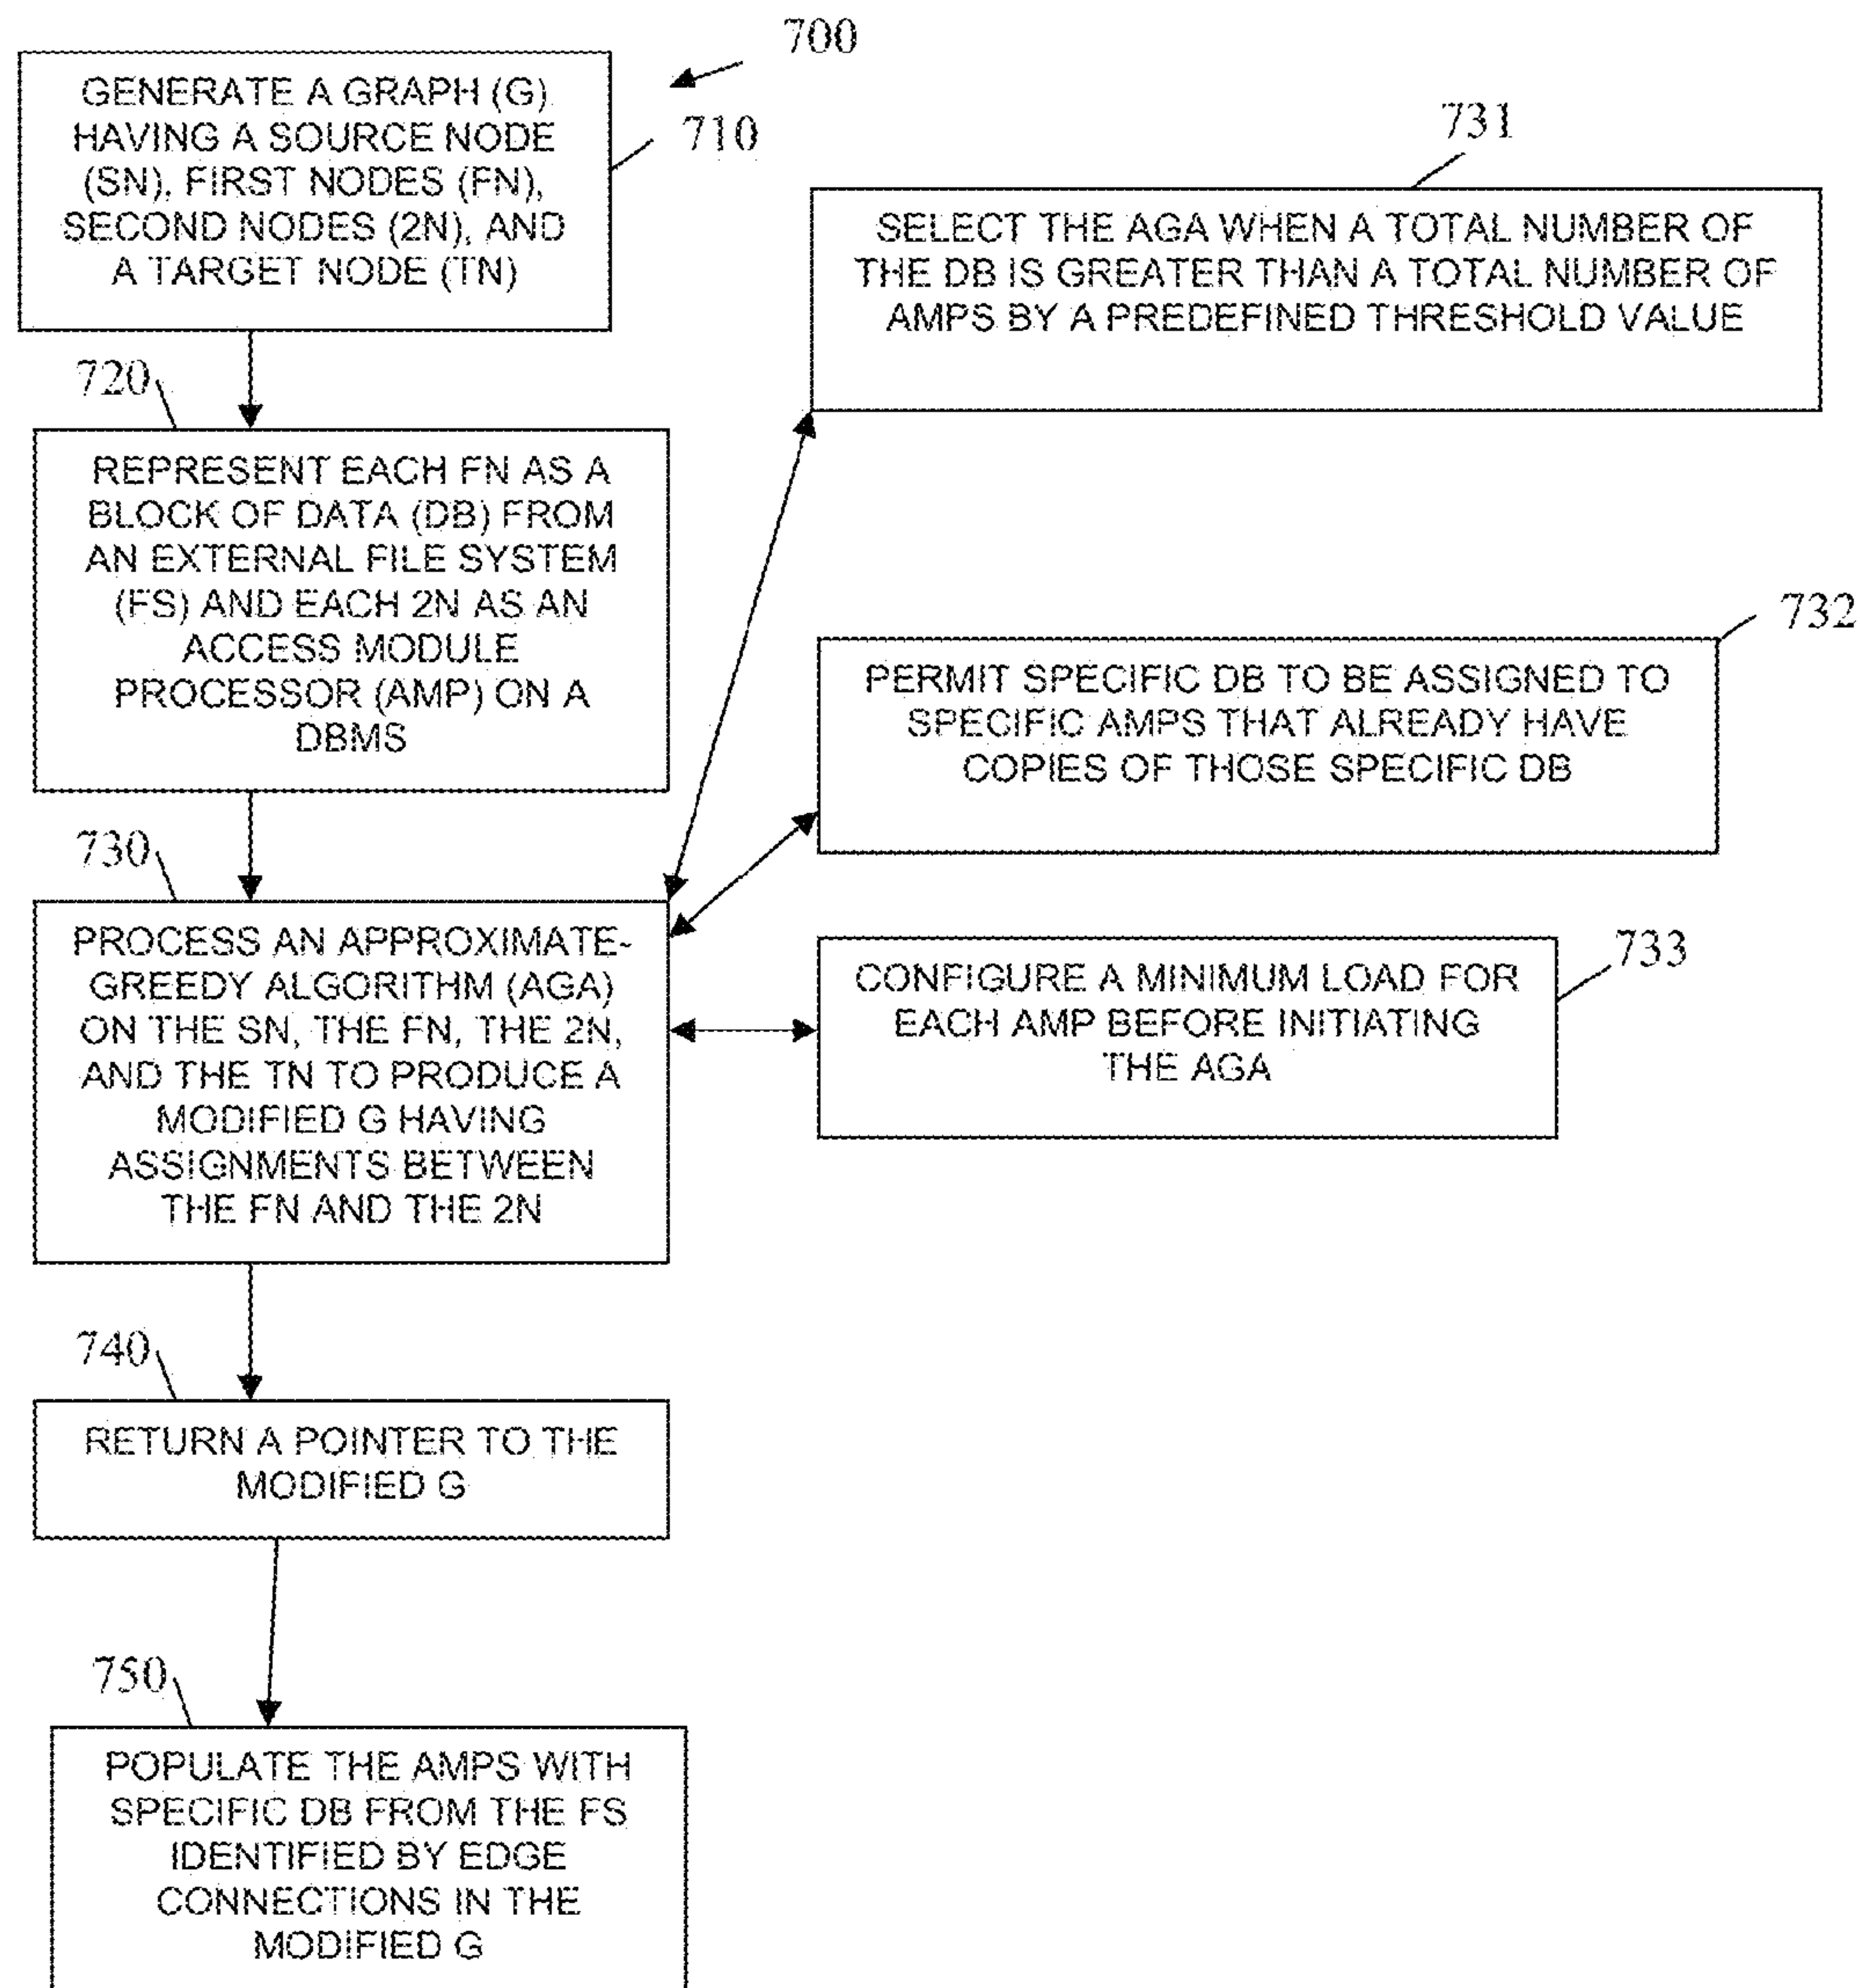 700
GENERATE A GRAPH (G)
HAVING A SOURCE NODE
(SN), FIRST NODES (FN),
SECOND NODES (2N), AND
A TARGET NODE (TN)
710
731
SELECT THE AGA WHEN A TOTAL NUMBER OF
THE DB IS GREATER THAN A TOTAL NUMBER OF
AMPS BY A PREDEFINED THRESHOLD VALUE
720
REPRESENT EACH FN AS A
BLOCK OF DATA (DB) FROM
AN EXTERNAL FILE SYSTEM
(FS) AND EACH 2N AS AN
ACCESS MODULE
PROCESSOR (AMP) ON A
DBMS
732
PERMIT SPECIFIC DB TO BE ASSIGNED TO
SPECIFIC AMPS THAT ALREADY HAVE
COPIES OF THOSE SPECIFIC DB
730
PROCESS AN APPROXIMATE-
GREEDY ALGORITHM (AGA)
ON THE SN, THE FN, THE 2N,
AND THE TN TO PRODUCE A
MODIFIED G HAVING
ASSIGNMENTS BETWEEN
THE FN AND THE 2N
733
CONFIGURE A MINIMUM LOAD FOR
EACH AMP BEFORE INITIATING
THE AGA
740
RETURN A POINTER TO THE
MODIFIED G
750
POPULATE THE AMPS WITH
SPECIFIC DB FROM THE FS
IDENTIFIED BY EDGE
CONNECTIONS IN THE
MODIFIED G